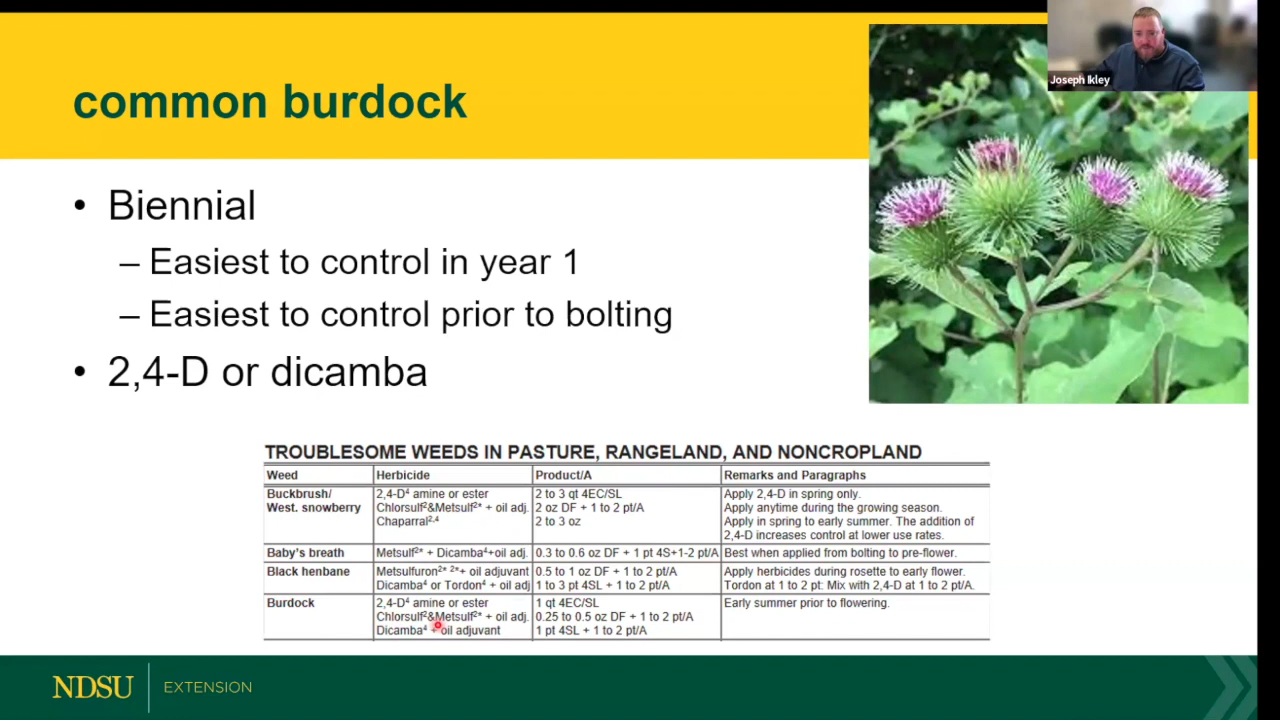 Joseph Ikley
common burdock
• Biennial
– Easiest to control in year 1
– Easiest to control prior to bolting
• 2,4-D or dicamba
TROUBLESOME WEEDS IN PASTURE, RANGELAND, AND NONCROPLAND
Weed Herbicide Product/A Remarks and Paragraphs
Buckbrush/ 2,4-D⁴ amine or ester 2 to 3 qt 4EC/SL Apply 2,4-D in spring only.
West. snowberry Chlorsulf²&Metsulf²* + oil adj. 2 oz DF + 1 to 2 pt/A Apply anytime during the growing season.
Chaparral²,⁴ 2 to 3 oz Apply in spring to early summer. The addition of
2,4-D increases control at lower use rates.
Baby's breath Metsulf²* + Dicamba⁴+oil adj. 0.3 to 0.6 oz DF + 1 pt 4S+1-2 pt/A Best when applied from bolting to pre-flower.
Black henbane Metsulfuron²* ²*+ oil adjuvant 0.5 to 1 oz DF + 1 to 2 pt/A Apply herbicides during rosette to early flower.
Dicamba⁴ or Tordon⁴ + oil adj 1 to 3 pt 4SL + 1 to 2 pt/A Tordon at 1 to 2 pt: Mix with 2,4-D at 1 to 2 pt/A.
Burdock 2,4-D⁴ amine or ester 1 qt 4EC/SL Early summer prior to flowering.
Chlorsulf²&Metsulf²* + oil adj. 0.25 to 0.5 oz DF + 1 to 2 pt/A
Dicamba⁴ + oil adjuvant 1 pt 4SL + 1 to 2 pt/A
NDSU EXTENSION